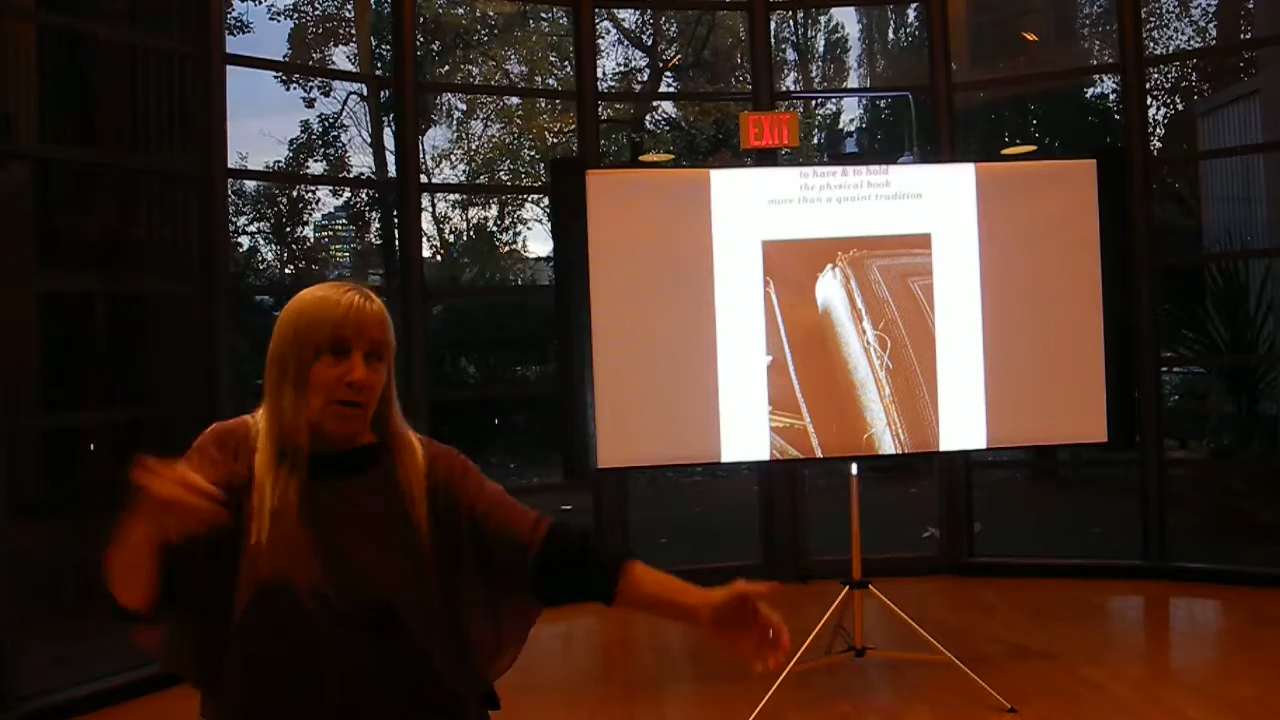 EXIT
to have & to hold
the physical book
more than a quaint tradition